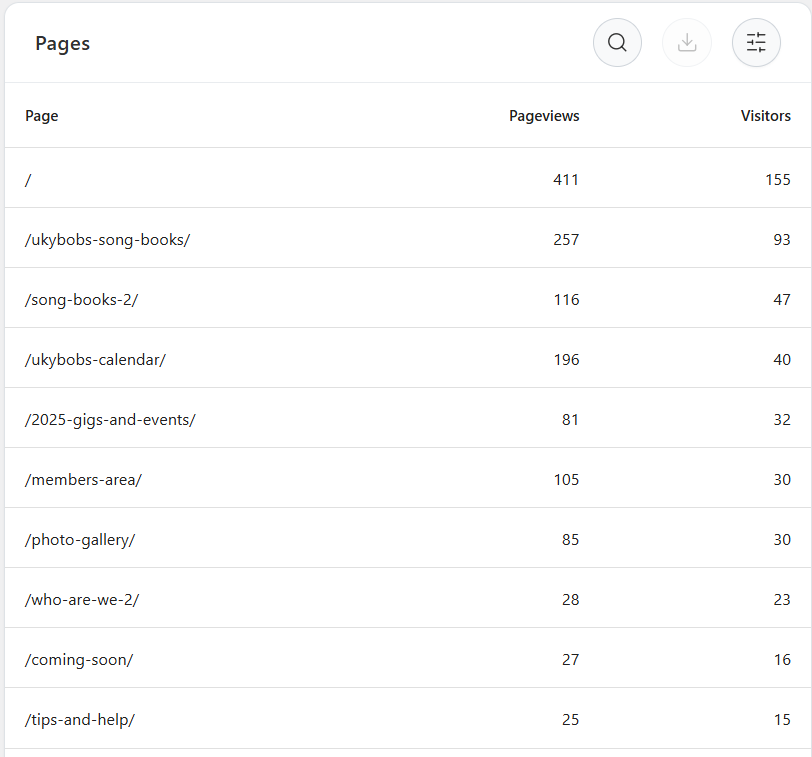 Pages
Page Pageviews Visitors
/ 411 155
/ukybobs-song-books/ 257 93
/song-books-2/ 116 47
/ukybobs-calendar/ 196 40
/2025-gigs-and-events/ 81 32
/members-area/ 105 30
/photo-gallery/ 85 30
/who-are-we-2/ 28 23
/coming-soon/ 27 16
/tips-and-help/ 25 15